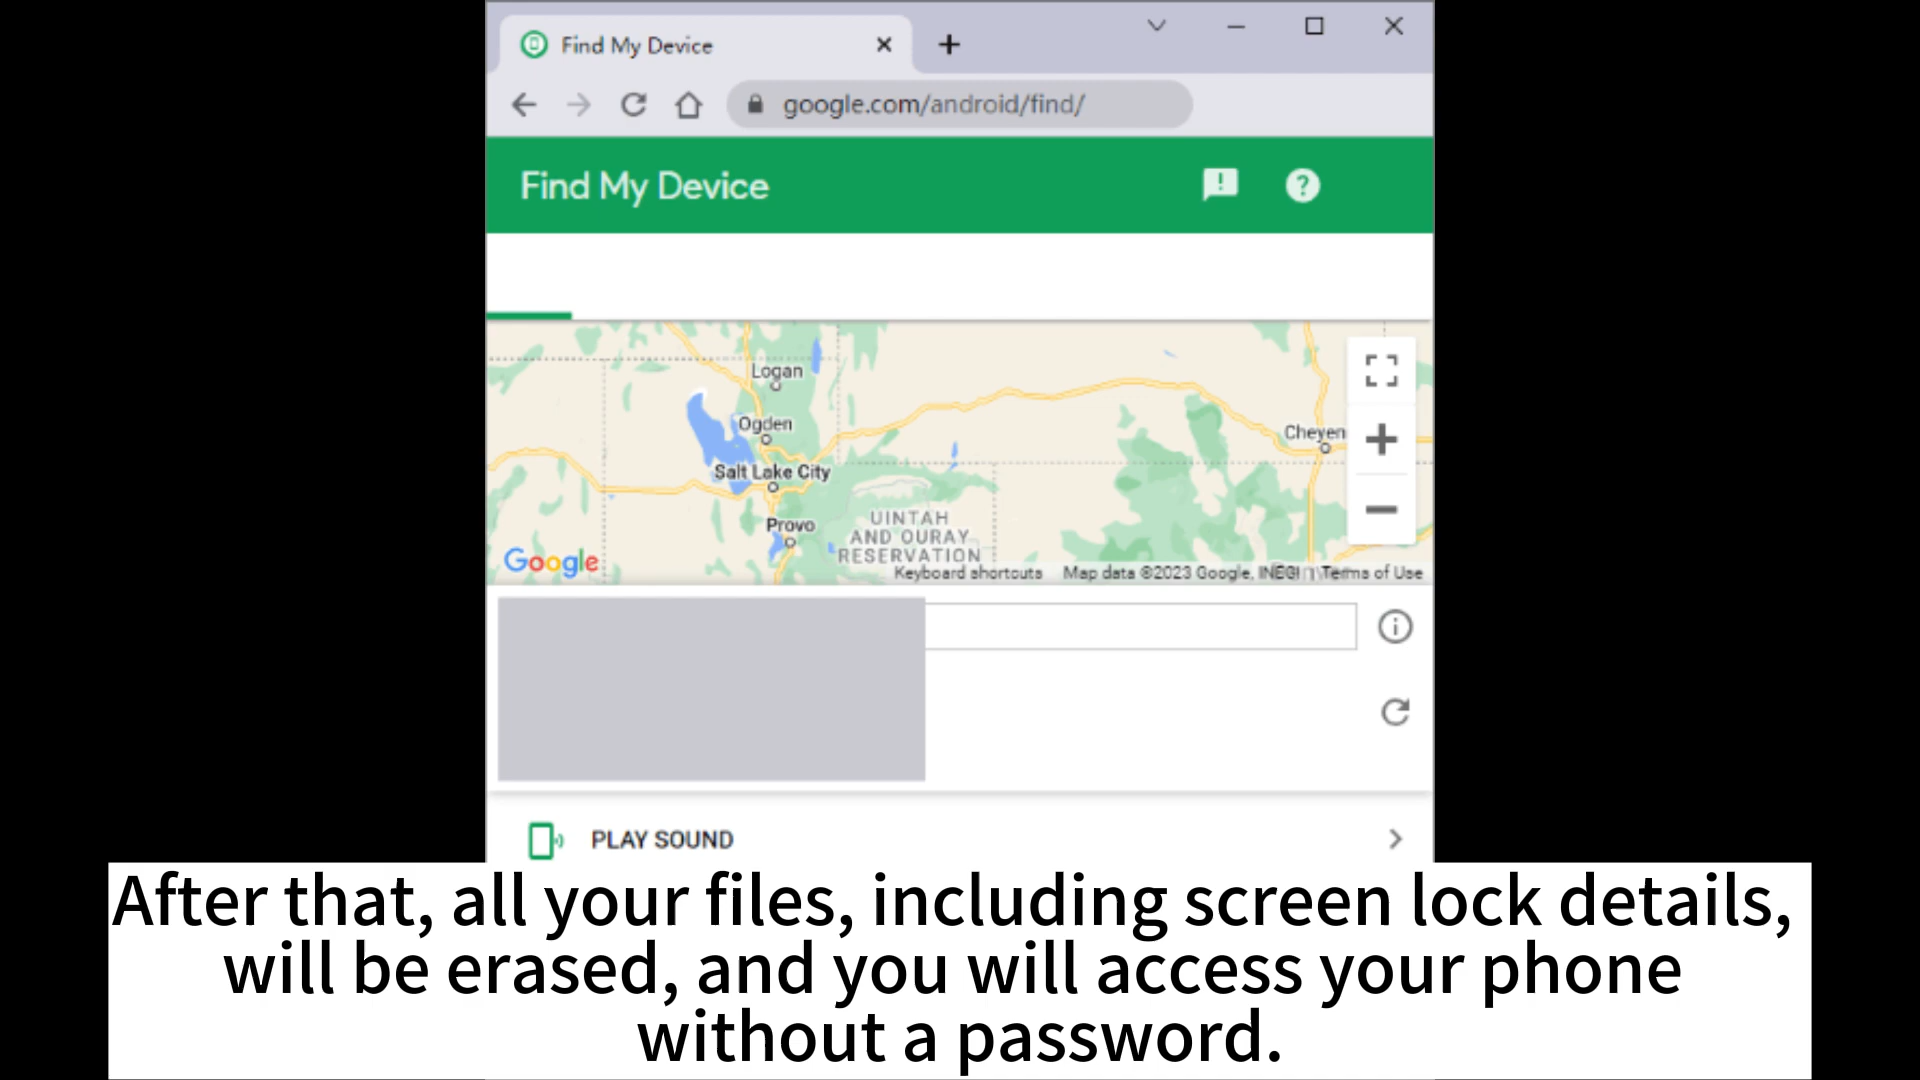 Find My Device
google.com/android/find/
Find My Device
Logan
Ogden
Cheyen
Salt Lake City
Provo
UINTAH
AND OURAY
RESERVATION
Google
Keyboard shortcuts Map data ©2023 Google, INEGI Terms of Use
PLAY SOUND
After that, all your files, including screen lock details,
will be erased, and you will access your phone
without a password.